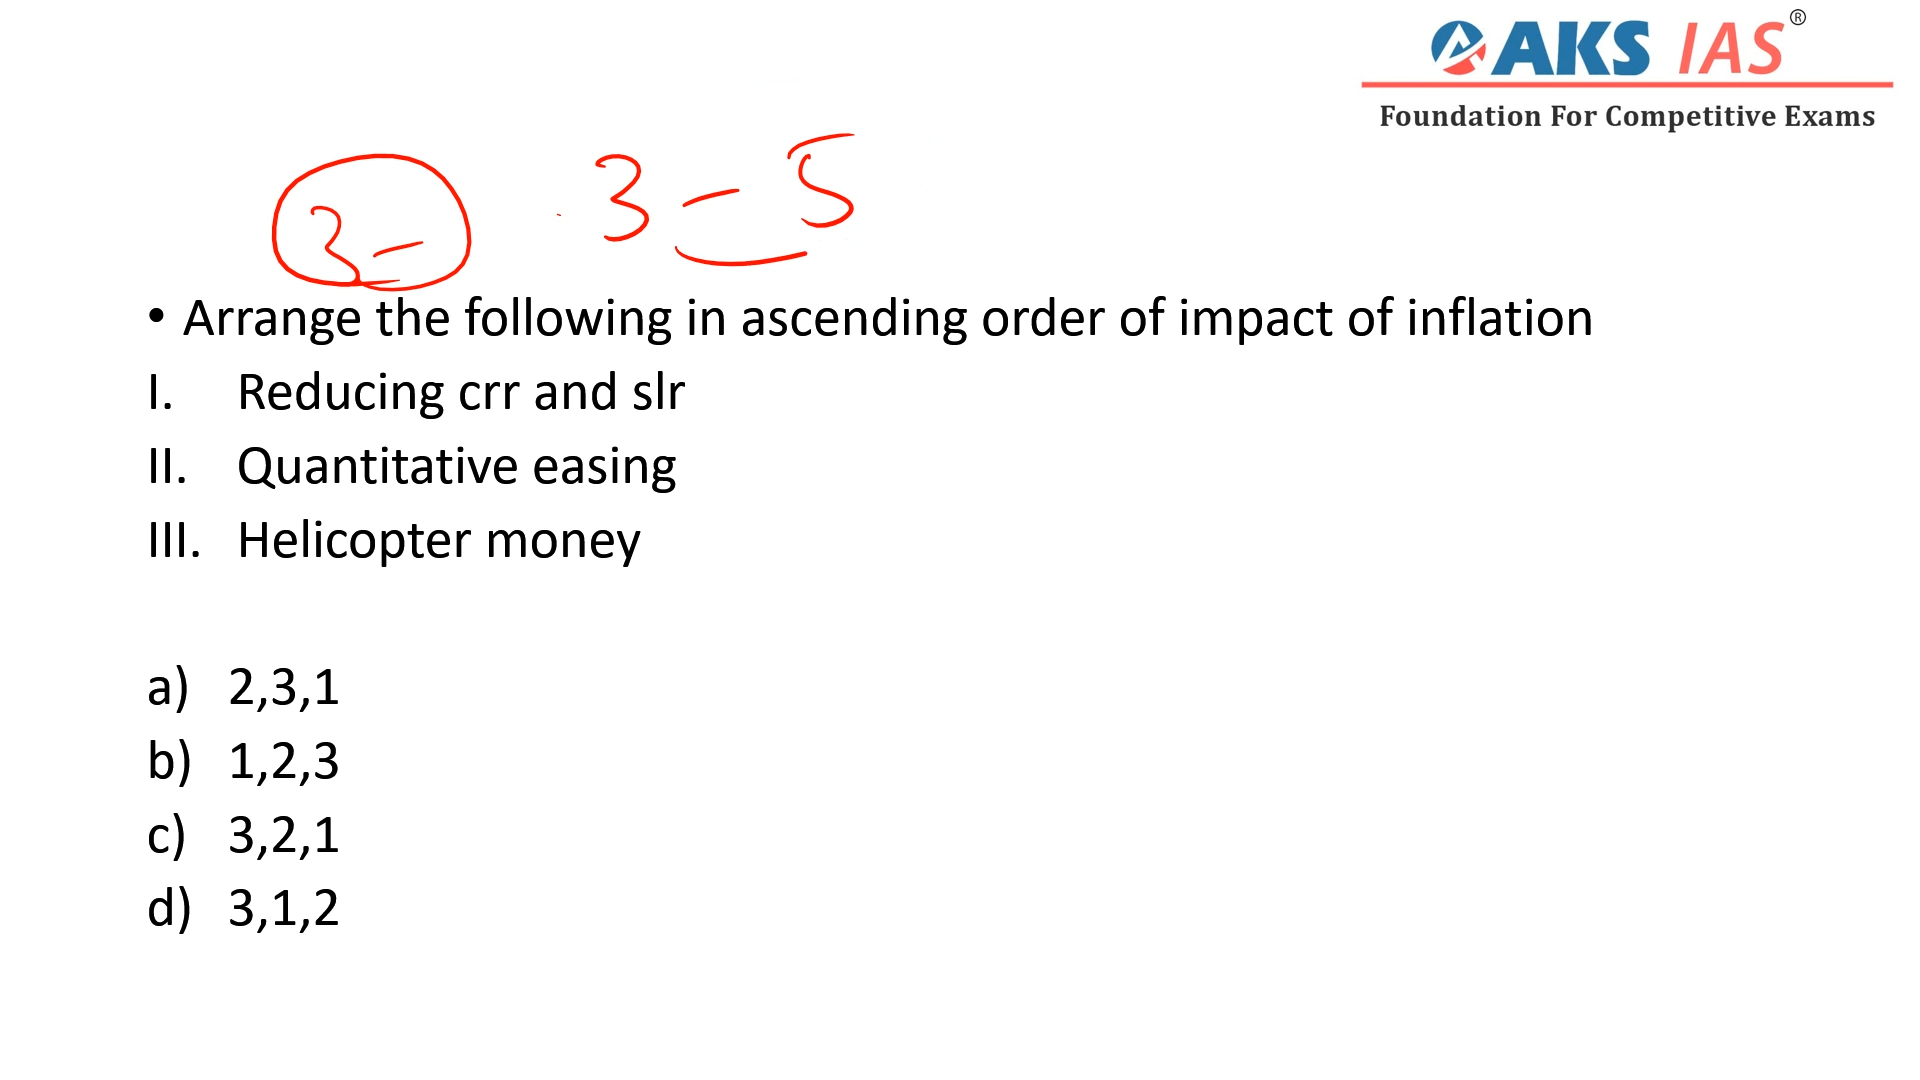 AKS IAS®
Foundation For Competitive Exams
3 - 3 - 5
• Arrange the following in ascending order of impact of inflation
I. Reducing crr and slr
II. Quantitative easing
III. Helicopter money
a) 2,3,1
b) 1,2,3
c) 3,2,1
d) 3,1,2